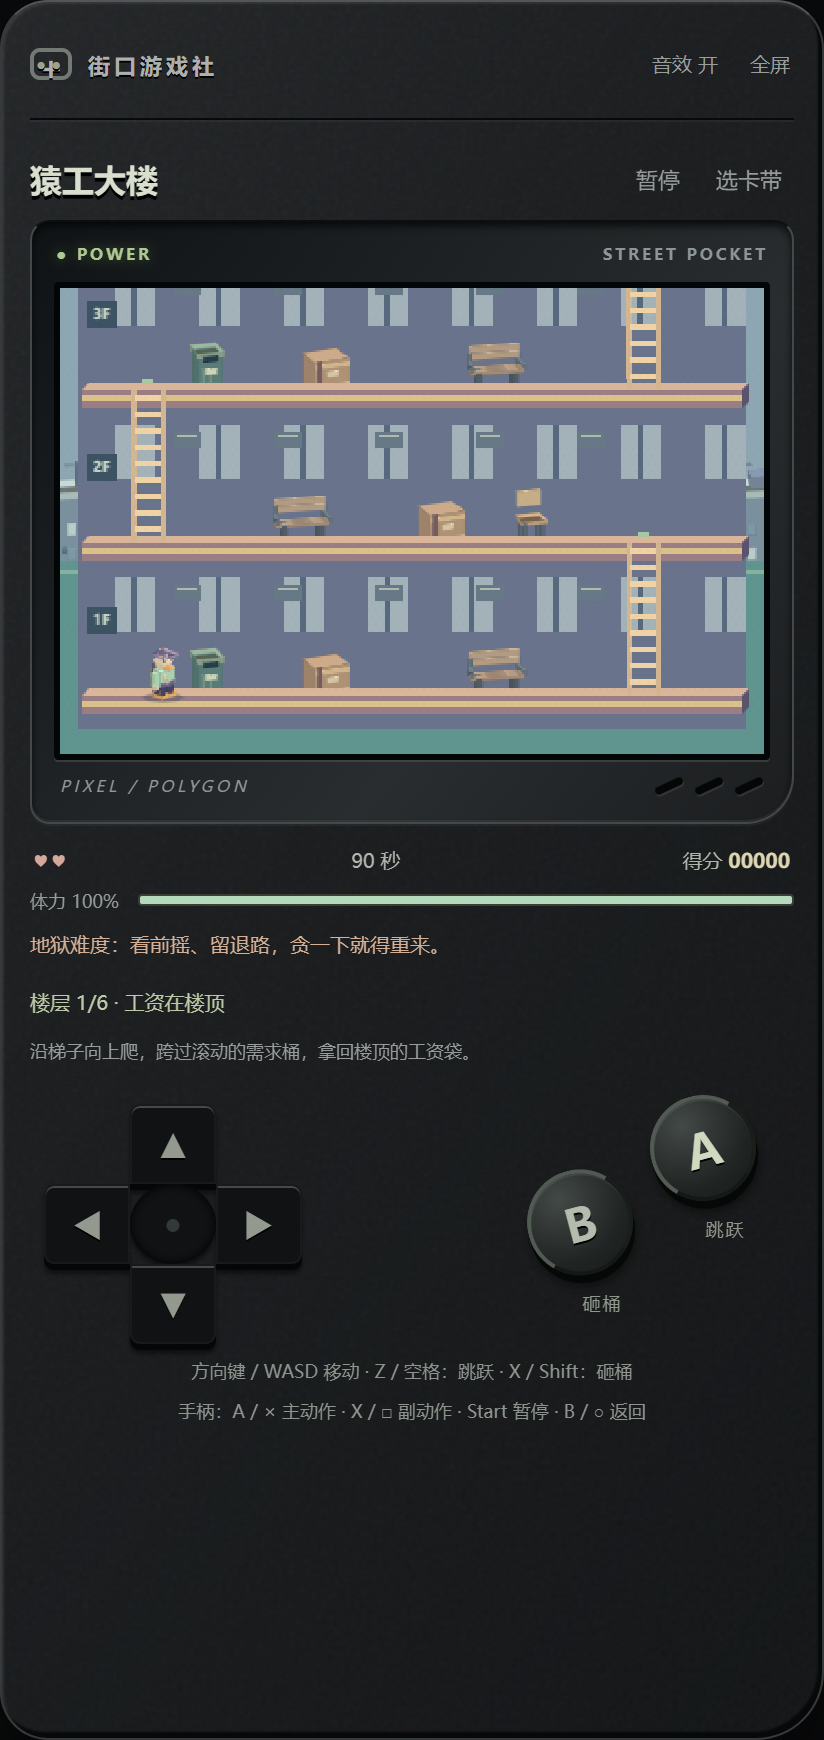 街口游戏社
音效 开 全屏
猿工大楼
暂停 选卡带
POWER STREET POCKET
3F
2F
1F
PIXEL / POLYGON
90 秒 得分 00000
体力 100%
地狱难度：看前摇、留退路，贪一下就得重来。
楼层 1/6 · 工资在楼顶
沿梯子向上爬，跨过滚动的需求桶，拿回楼顶的工资袋。
A
跳跃
B
砸桶
方向键 / WASD 移动 · Z / 空格：跳跃 · X / Shift：砸桶
手柄：A / × 主动作 · X / □ 副动作 · Start 暂停 · B / ○ 返回